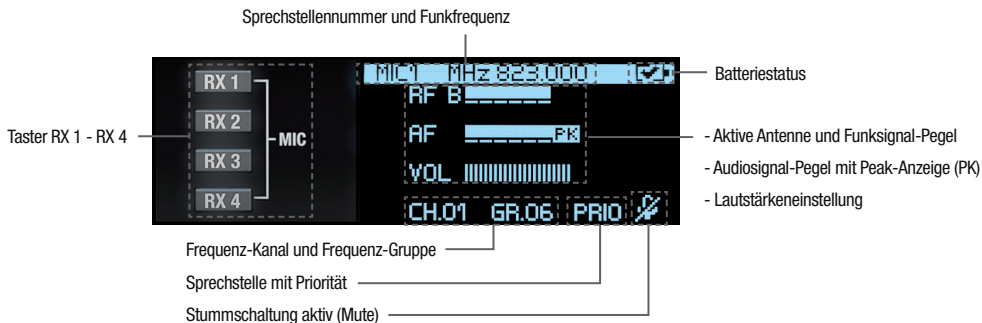 Sprechstellennummer und Funkfrequenz
MIC1 MHz 823.000
Batteriestatus
RX 1
RX 2
RX 3
RX 4
MIC
Taster RX 1 - RX 4
RF B
AF PK
VOL
- Aktive Antenne und Funksignal-Pegel
- Audiosignal-Pegel mit Peak-Anzeige (PK)
- Lautstärkeneinstellung
CH.01 GR.06 PRIO
Frequenz-Kanal und Frequenz-Gruppe
Sprechstelle mit Priorität
Stummschaltung aktiv (Mute)